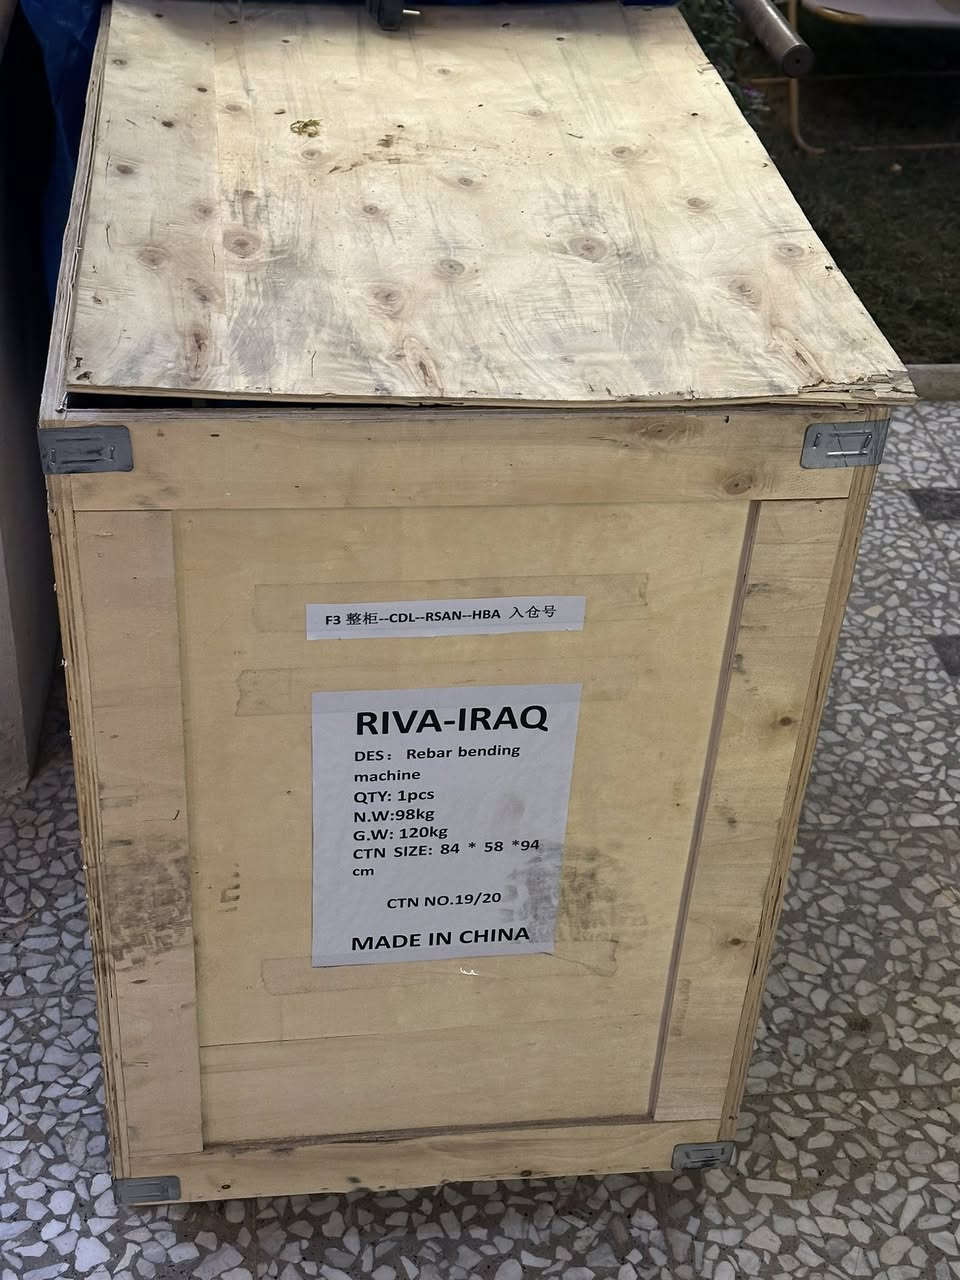 F3 整柜--CDL--RSAN--HBA 入仓号
RIVA-IRAQ
DES: Rebar bending
machine
QTY: 1pcs
N.W:98kg
G.W: 120kg
CTN SIZE: 84 * 58 *94
cm
CTN NO.19/20
MADE IN CHINA